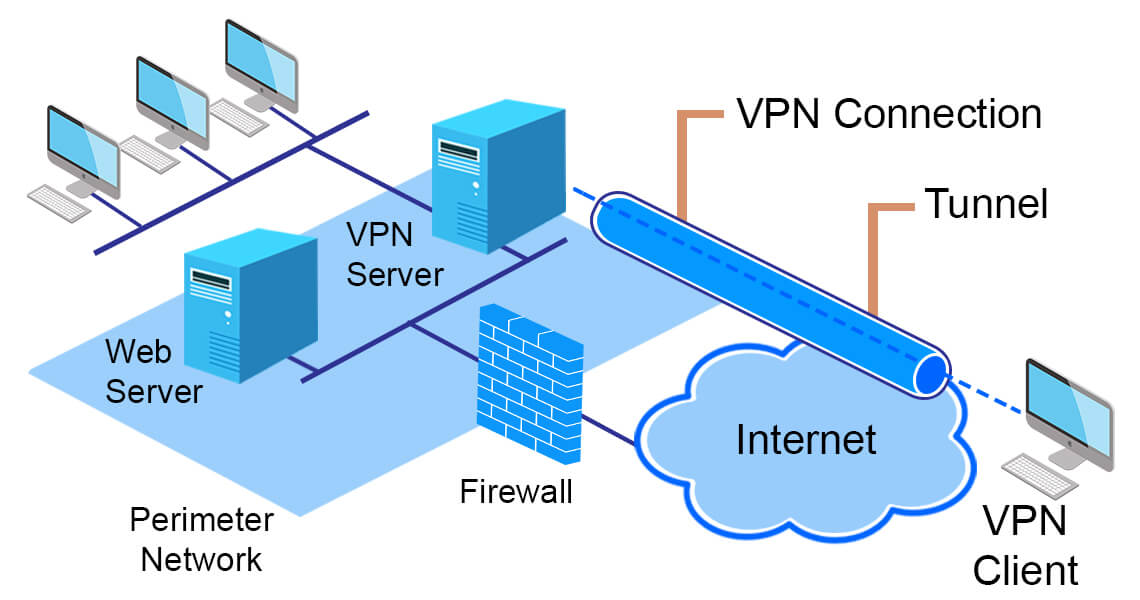 VPN Connection
Tunnel
VPN
Server
Web
Server
Internet
Firewall
Perimeter
Network
VPN
Client